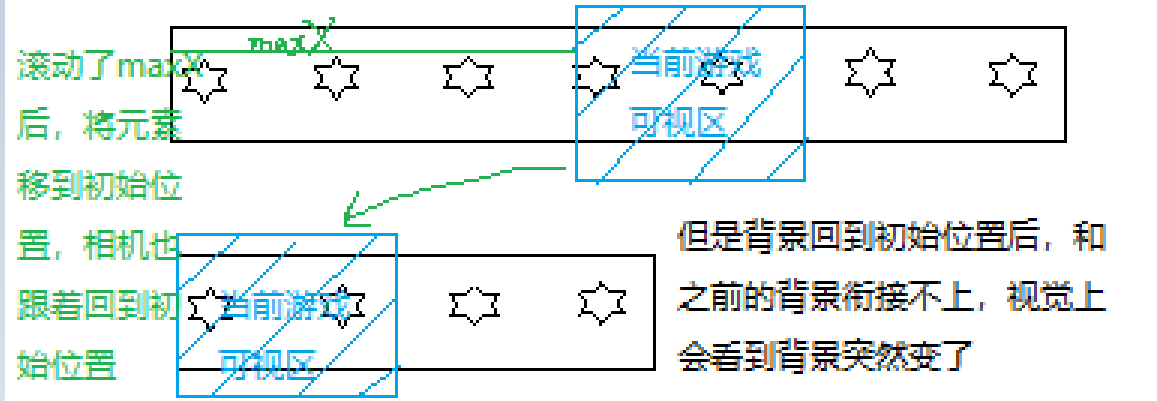 maxX
滚动了maxX
后，将元素
移到初始位
置，相机也
跟着回到初
始位置
当前游戏
可视区
当前游戏
可视区
但是背景回到初始位置后，和
之前的背景衔接不上，视觉上
会看到背景突然变了